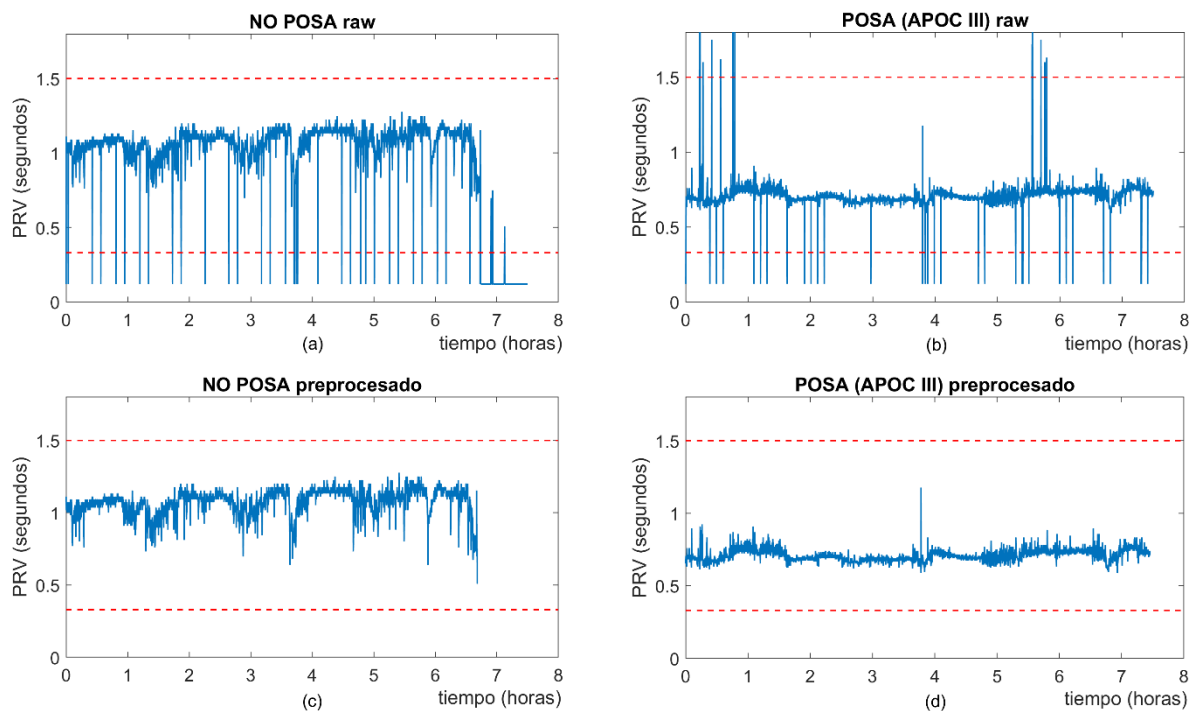 NO POSA raw
PRV (segundos)
1.5
1
0.5
0
0 1 2 3 4 5 6 7 8
tiempo (horas)
(a)
POSA (APOC III) raw
PRV (segundos)
1.5
1
0.5
0
0 1 2 3 4 5 6 7 8
tiempo (horas)
(b)
NO POSA preprocesado
PRV (segundos)
1.5
1
0.5
0
0 1 2 3 4 5 6 7 8
tiempo (horas)
(c)
POSA (APOC III) preprocesado
PRV (segundos)
1.5
1
0.5
0
0 1 2 3 4 5 6 7 8
tiempo (horas)
(d)